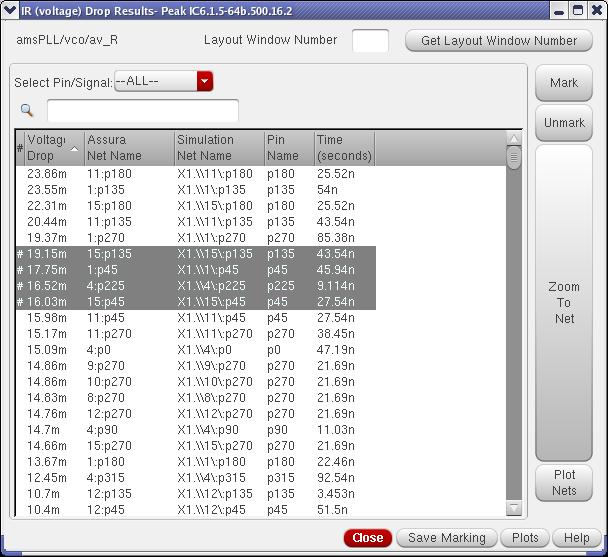 IR (voltage) Drop Results- Peak IC6.1.5-64b.500.16.2
amsPLL/vco/av_R Layout Window Number Get Layout Window Number
Select Pin/Signal: --ALL-- Mark
Unmark
# Voltage Assura Simulation Pin Time
Drop Net Name Net Name Name (seconds)
23.86m 11:p180 X1.\\11\:p180 p180 25.52n
23.55m 1:p135 X1.\\1\:p135 p135 54n
22.31m 15:p180 X1.\\15\:p180 p180 25.52n
20.44m 11:p135 X1.\\11\:p135 p135 43.54n
19.37m 1:p270 X1.\\1\:p270 p270 85.38n
# 19.15m 15:p135 X1.\\15\:p135 p135 43.54n
# 17.75m 1:p45 X1.\\1\:p45 p45 45.94n
# 16.52m 4:p225 X1.\\4\:p225 p225 9.114n
# 16.03m 15:p45 X1.\\15\:p45 p45 27.54n
15.98m 11:p45 X1.\\11\:p45 p45 27.54n
15.17m 11:p270 X1.\\11\:p270 p270 38.45n
15.09m 4:p0 X1.\\4\:p0 p0 47.19n
14.86m 9:p270 X1.\\9\:p270 p270 21.69n
14.86m 10:p270 X1.\\10\:p270 p270 21.69n
14.83m 8:p270 X1.\\8\:p270 p270 21.69n
14.76m 12:p270 X1.\\12\:p270 p270 21.69n
14.7m 4:p90 X1.\\4\:p90 p90 11.03n
14.66m 15:p270 X1.\\15\:p270 p270 21.69n
13.67m 1:p180 X1.\\1\:p180 p180 22.46n
12.45m 4:p315 X1.\\4\:p315 p315 92.54n
10.7m 12:p135 X1.\\12\:p135 p135 3.453n
10.4m 12:p45 X1.\\12\:p45 p45 51.5n
Zoom
To
Net
Plot
Nets
Close Save Marking Plots Help